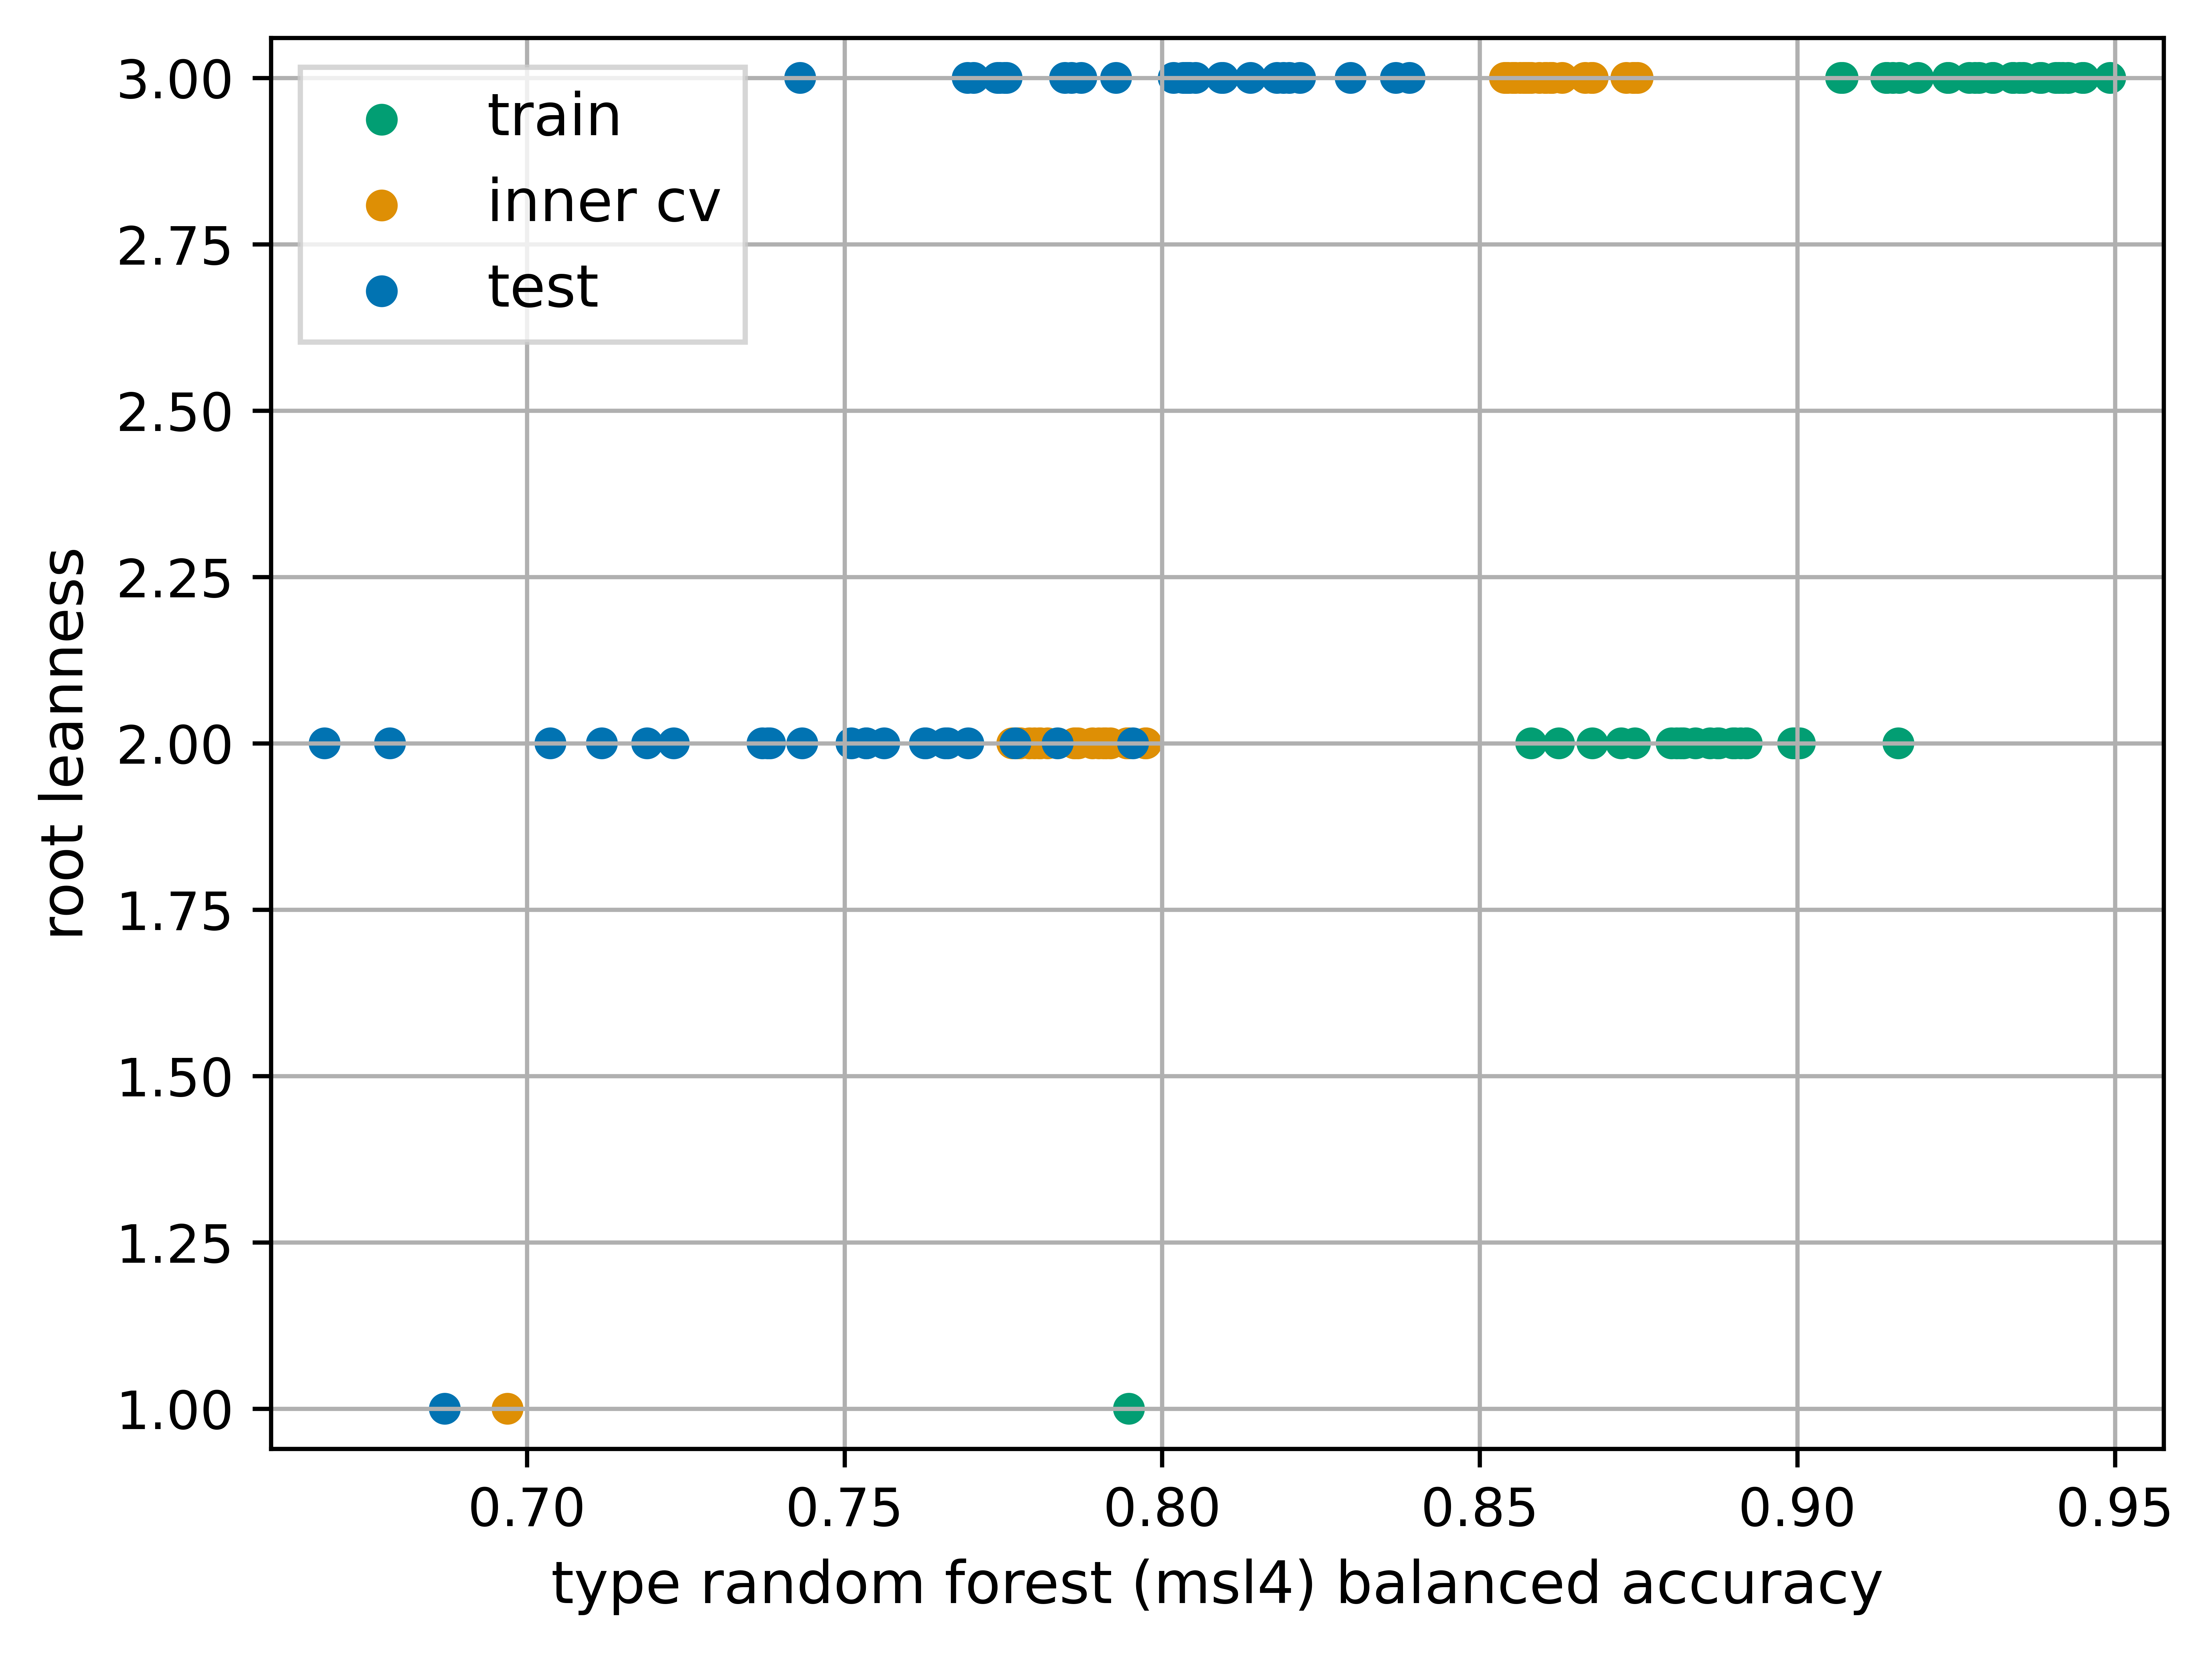 train
inner cv
test
3.00
2.75
2.50
2.25
2.00
1.75
1.50
1.25
1.00
root leanness
0.70 0.75 0.80 0.85 0.90 0.95
type random forest (msl4) balanced accuracy